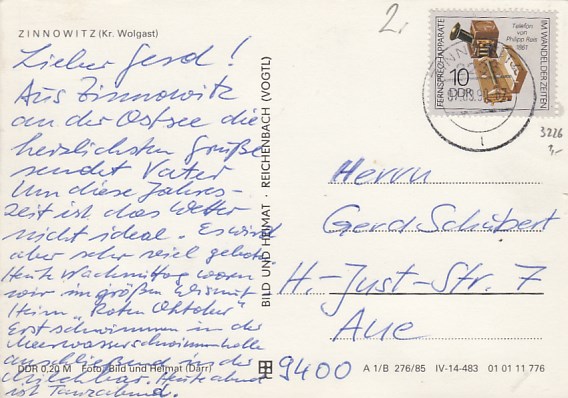 ZINNOWITZ (Kr. Wolgast)
Lieber Gerd!
Aus Zinnowitz
an der Ostsee die
herzlichsten Grüße
sendet Vater
Um diese Jahres-
zeit ist das Wetter
nicht ideal. Es wird
aber sehr viel geboten
Heute Nachmittag waren
wir im größten Wismut
Heim "Roter Oktober"
Erst schwimmen in der
Meerwasserschwimmhalle
anschließend in der
Milchbar. Heute abend
ist Tanzabend.
DDR 0,20 M Foto: Bild und Heimat (Darr)
BILD UND HEIMAT · REICHENBACH (VOGTL)
2.
FERNSPRECHAPPARATE
IM WANDEL DER ZEITEN
Telefon
von
Philipp Reis
1861
10
DDR
3226
1,-
Herrn
Gerd Schubert
H.-Just-Str. 7
Aue
9400
A 1/B 276/85 IV-14-483 01 01 11 776